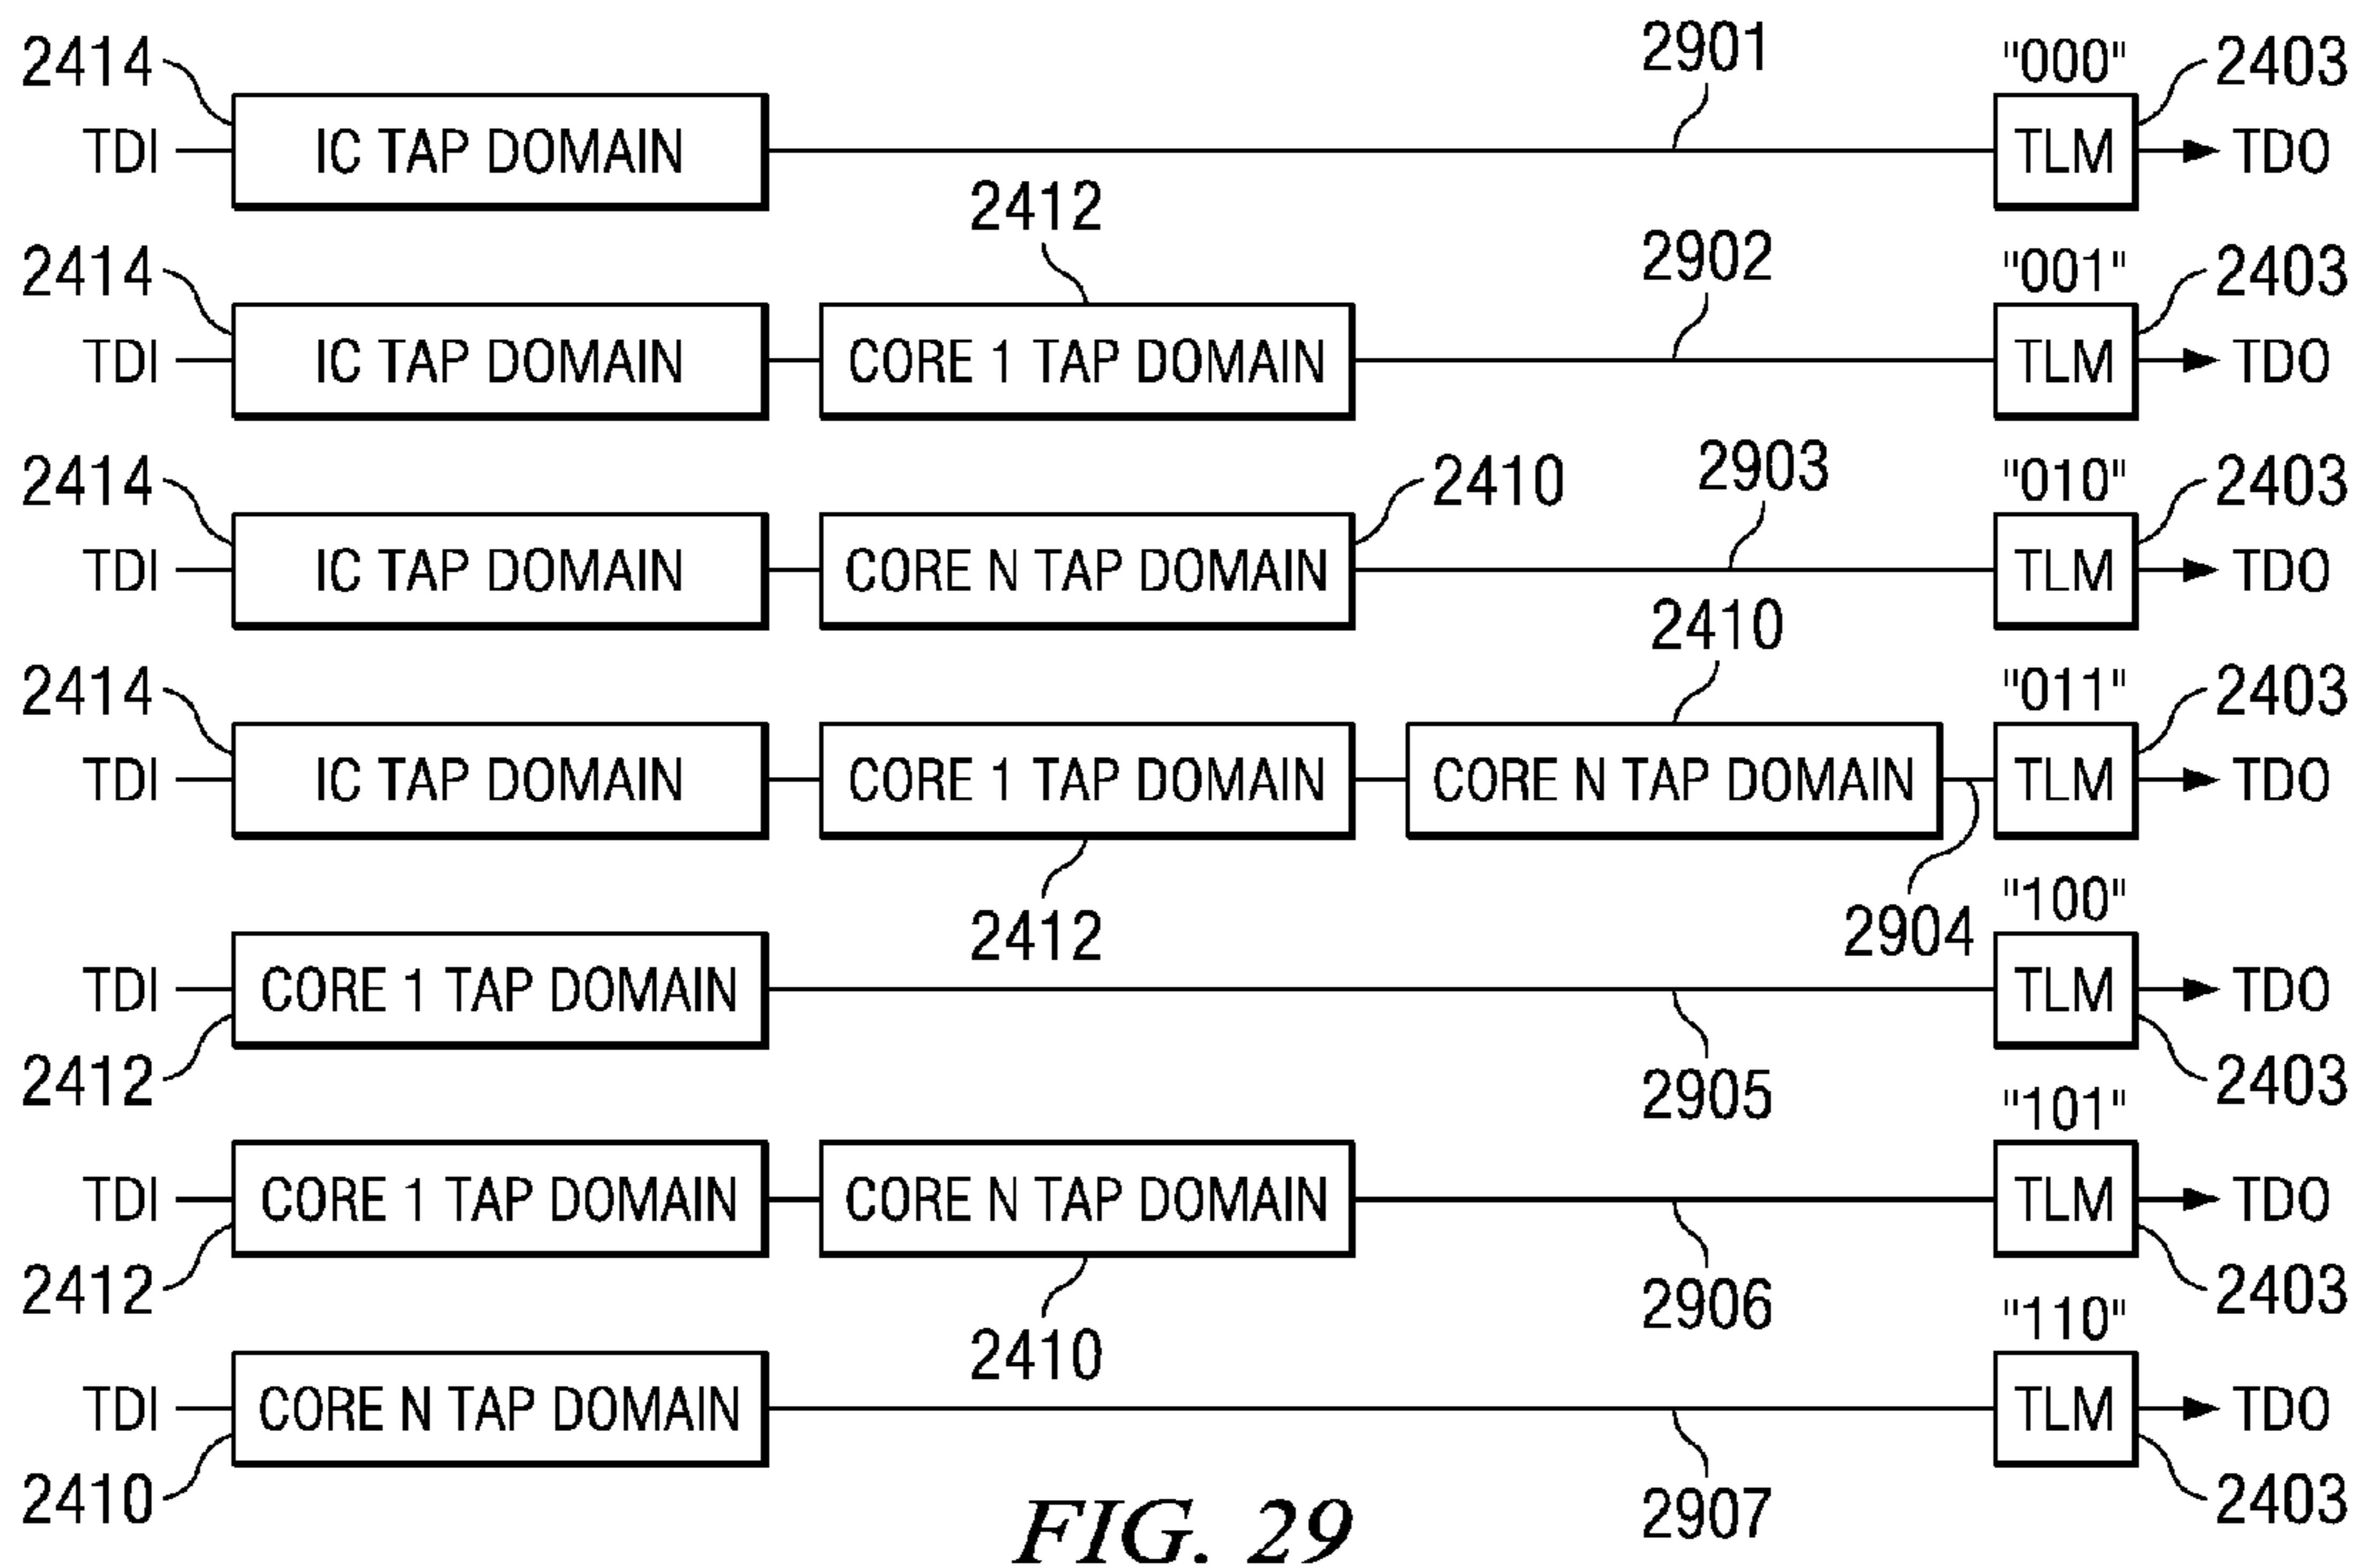 2414 2901 "000" 2403
TDI IC TAP DOMAIN TLM TDO
2412
2414 2902 "001" 2403
TDI IC TAP DOMAIN CORE 1 TAP DOMAIN TLM TDO
2414 2410 2903 "010" 2403
TDI IC TAP DOMAIN CORE N TAP DOMAIN TLM TDO
2410
2414 "011" 2403
TDI IC TAP DOMAIN CORE 1 TAP DOMAIN CORE N TAP DOMAIN TLM TDO
2412 2904 "100"
TDI CORE 1 TAP DOMAIN TLM TDO
2412 2905 "101" 2403
TDI CORE 1 TAP DOMAIN CORE N TAP DOMAIN TLM TDO
2412 2410 2906 "110" 2403
TDI CORE N TAP DOMAIN TLM TDO
2410 2907 2403
FIG. 29